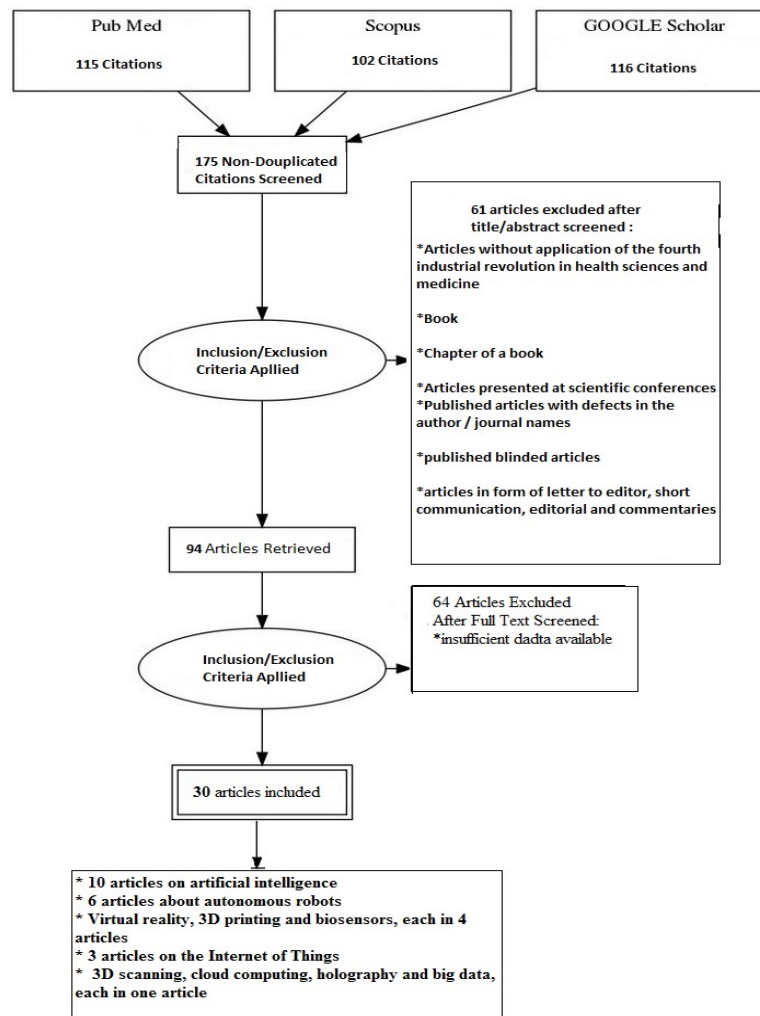 Pub Med
115 Citations
Scopus
102 Citations
GOOGLE Scholar
116 Citations
175 Non-Douplicated
Citations Screened
61 articles excluded after
title/abstract screened :
*Articles without application of the fourth
industrial revolution in health sciences and
medicine
*Book
*Chapter of a book
*Articles presented at scientific conferences
*Published articles with defects in the
author / journal names
*published blinded articles
*articles in form of letter to editor, short
communication, editorial and commentaries
Inclusion/Exclusion
Criteria Apllied
94 Articles Retrieved
64 Articles Excluded
After Full Text Screened:
*insufficient dadta available
Inclusion/Exclusion
Criteria Apllied
30 articles included
* 10 articles on artificial intelligence
* 6 articles about autonomous robots
* Virtual reality, 3D printing and biosensors, each in 4
articles
* 3 articles on the Internet of Things
* 3D scanning, cloud computing, holography and big data,
each in one article